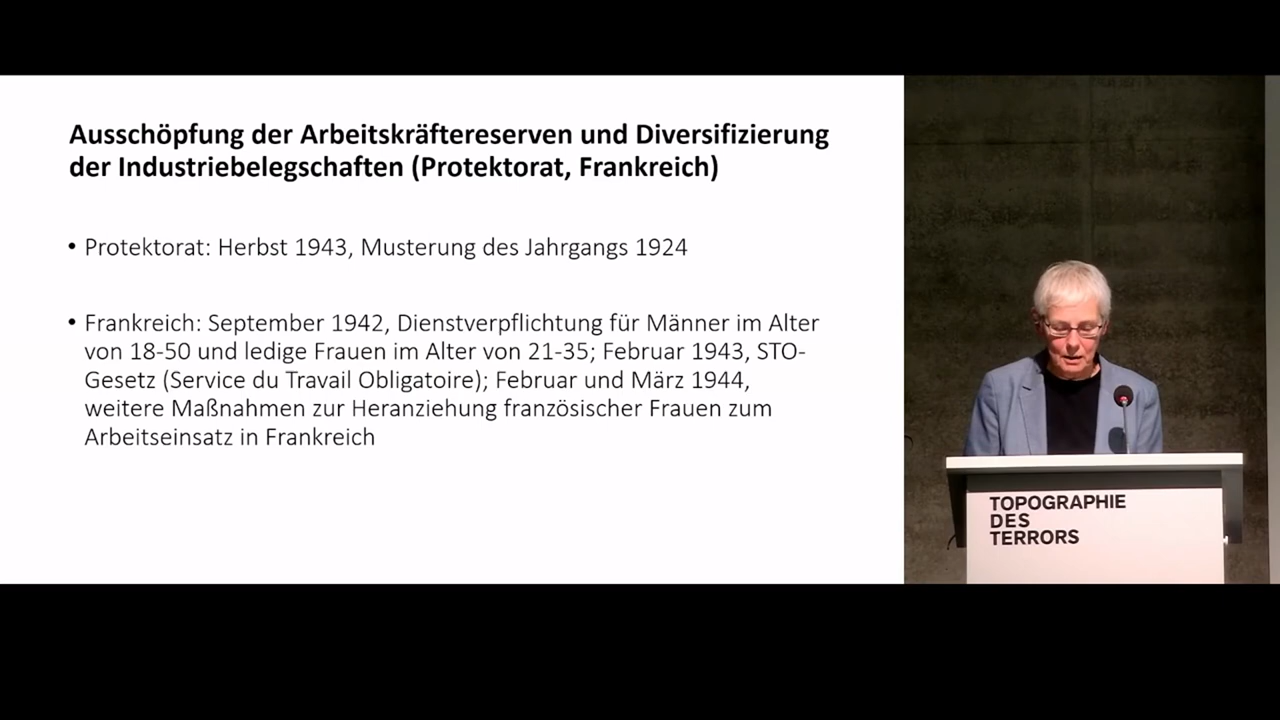 Ausschöpfung der Arbeitskräftereserven und Diversifizierung
der Industriebelegschaften (Protektorat, Frankreich)
• Protektorat: Herbst 1943, Musterung des Jahrgangs 1924
• Frankreich: September 1942, Dienstverpflichtung für Männer im Alter
von 18-50 und ledige Frauen im Alter von 21-35; Februar 1943, STO-
Gesetz (Service du Travail Obligatoire); Februar und März 1944,
weitere Maßnahmen zur Heranziehung französischer Frauen zum
Arbeitseinsatz in Frankreich
TOPOGRAPHIE
DES
TERRORS